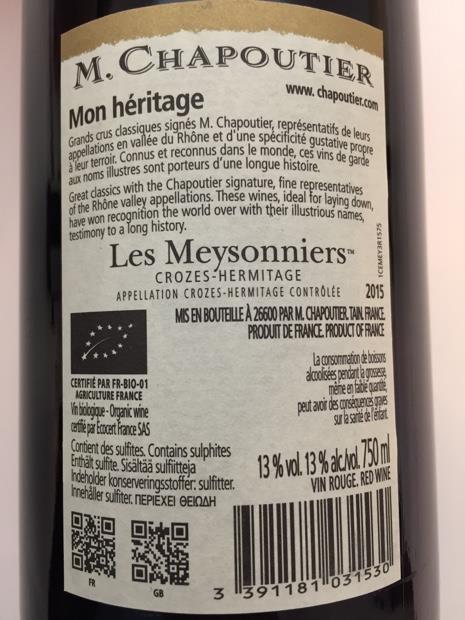 M. CHAPOUTIER
www.chapoutier.com
Mon héritage
Grands crus classiques signés M. Chapoutier, représentatifs de leurs
appellations en vallée du Rhône et d'une spécificité gustative propre
à leur terroir. Connus et reconnus dans le monde, ces vins de garde
aux noms illustres sont porteurs d'une longue histoire.
Great classics with the Chapoutier signature, fine representatives
of the Rhône valley appellations. These wines, ideal for laying down,
have won recognition the world over with their illustrious names,
testimony to a long history.
Les Meysonniers™
CROZES-HERMITAGE
APPELLATION CROZES-HERMITAGE CONTRÔLÉE 2015
1CEMEY3R1575
MIS EN BOUTEILLE À 26600 PAR M. CHAPOUTIER. TAIN. FRANCE.
PRODUIT DE FRANCE. PRODUCT OF FRANCE
CERTIFIÉ PAR FR-BIO-01
AGRICULTURE FRANCE
Vin biologique - Organic wine
certifié par Ecocert France SAS
La consommation de boissons
alcoolisées pendant la grossesse,
même en faible quantité,
peut avoir des conséquences graves
sur la santé de l'enfant.
Contient des sulfites. Contains sulphites
Enthält sulfite. Sisältää sulfiitteja
Indeholder konserveringsstoffer: sulfitter.
Innehåller sulfiter. ΠΕΡΙΕΧΕΙ ΘΕΙΩΔΗ
13 % vol. 13 % alc./vol. 750 ml
VIN ROUGE. RED WINE
FR
GB
3 391181 031530